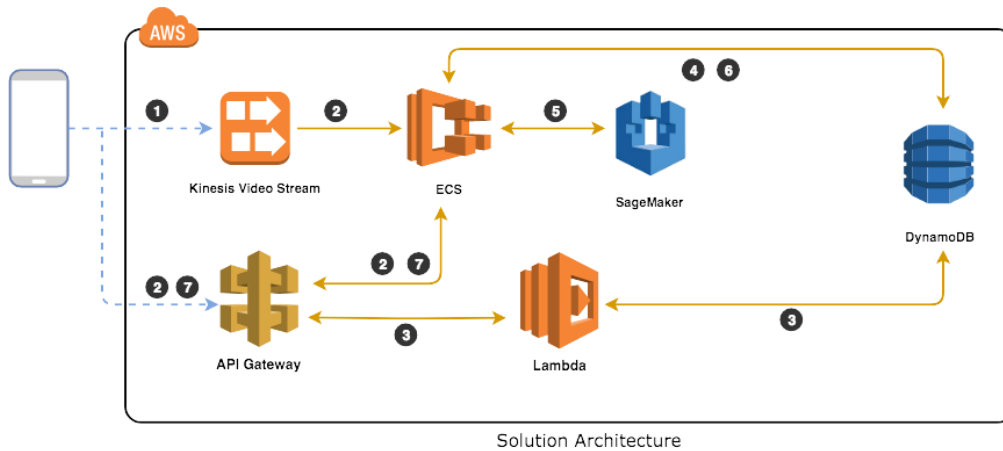 AWS
4 6
1 2 5
Kinesis Video Stream
ECS
SageMaker
DynamoDB
2 7
2 7
3
3
API Gateway
Lambda
Solution Architecture